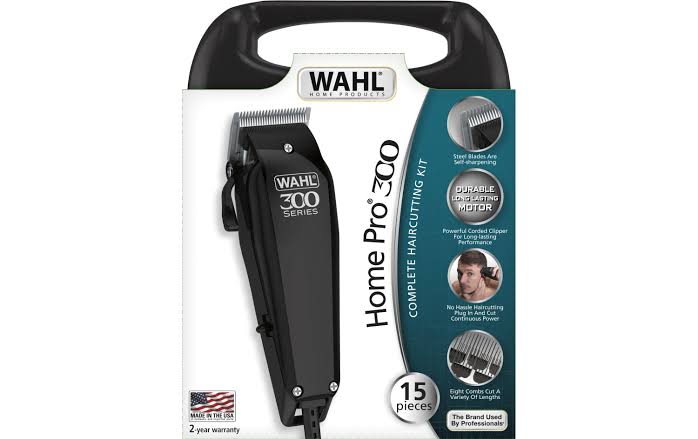 WAHL®
HOME PRODUCTS
WAHL
300
SERIES
Home Pro® 300
COMPLETE HAIRCUTTING KIT
Steel Blades Are
Self-sharpening
DURABLE
LONG LASTING
MOTOR
Powerful Corded Clipper
For Long-lasting
Performance
No Hassle Haircutting
Plug In And Cut
Continuous Power
Eight Combs Cut A
Variety Of Lengths
15
pieces
The Brand Used
By Professionals®
MADE IN THE USA
2-year warranty